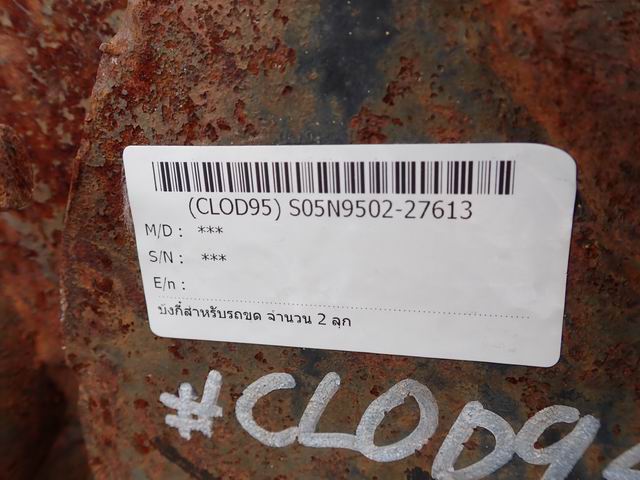 (CLOD95) S05N9502-27613
M/D : ***
S/N : ***
E/n :
บังกี๋สำหรับรถขุด จำนวน 2 ลูก
#CLOD9